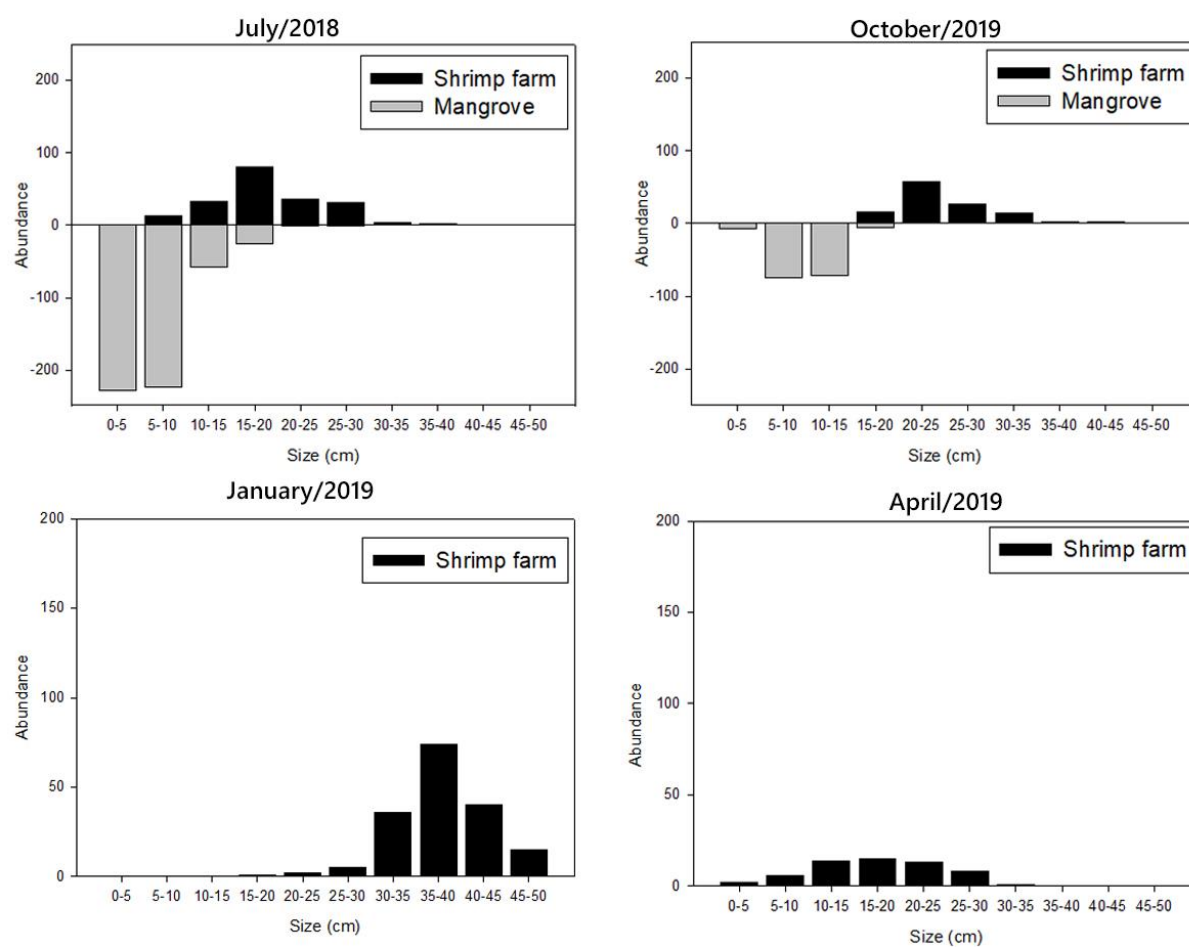 July/2018
Shrimp farm
Mangrove
200
100
0
-100
-200
Abundance
0-5 5-10 10-15 15-20 20-25 25-30 30-35 35-40 40-45 45-50
Size (cm)
October/2019
Shrimp farm
Mangrove
200
100
0
-100
-200
Abundance
0-5 5-10 10-15 15-20 20-25 25-30 30-35 35-40 40-45 45-50
Size (cm)
January/2019
Shrimp farm
200
150
100
50
0
Abundance
0-5 5-10 10-15 15-20 20-25 25-30 30-35 35-40 40-45 45-50
Size (cm)
April/2019
Shrimp farm
200
150
100
50
0
Abundance
0-5 5-10 10-15 15-20 20-25 25-30 30-35 35-40 40-45 45-50
Size (cm)